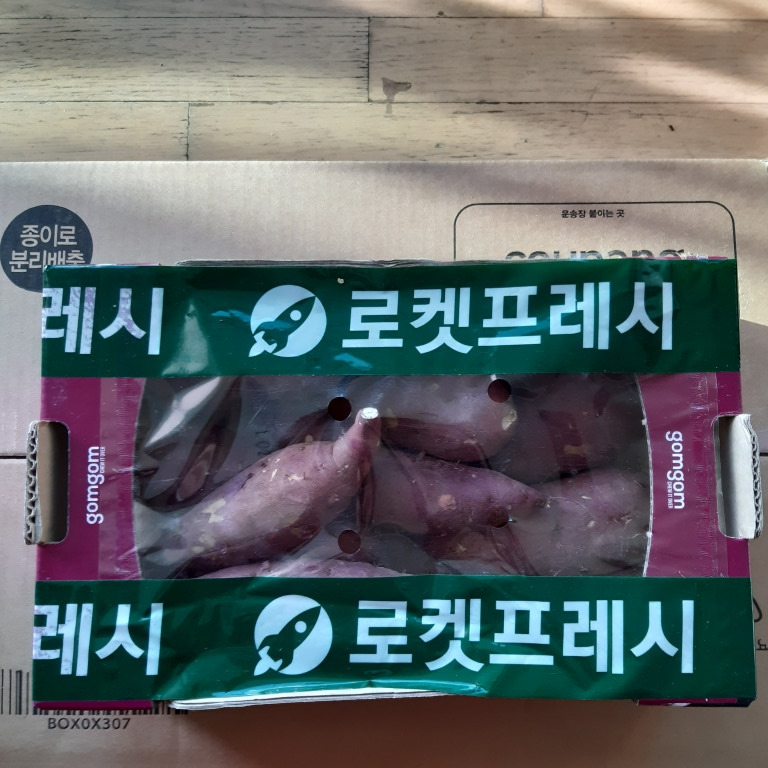 운송장 붙이는 곳
종이로
분리배출
coupang
레시 로켓프레시
gomgom
gomgom
레시 로켓프레시
BOX0X307